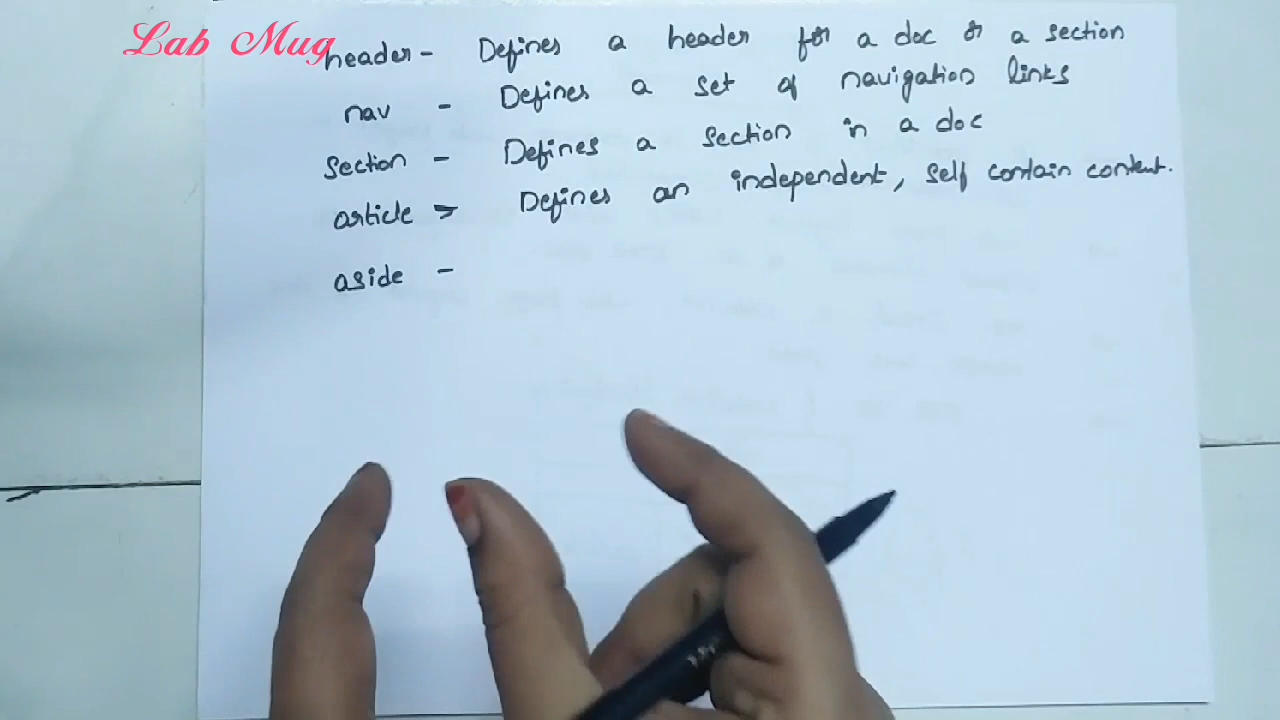 Lab Mug
header - Defines a header for a doc or a section
nav - Defines a set of navigation links
section - Defines a section in a doc
article - Defines an independent, self contain content.
aside -